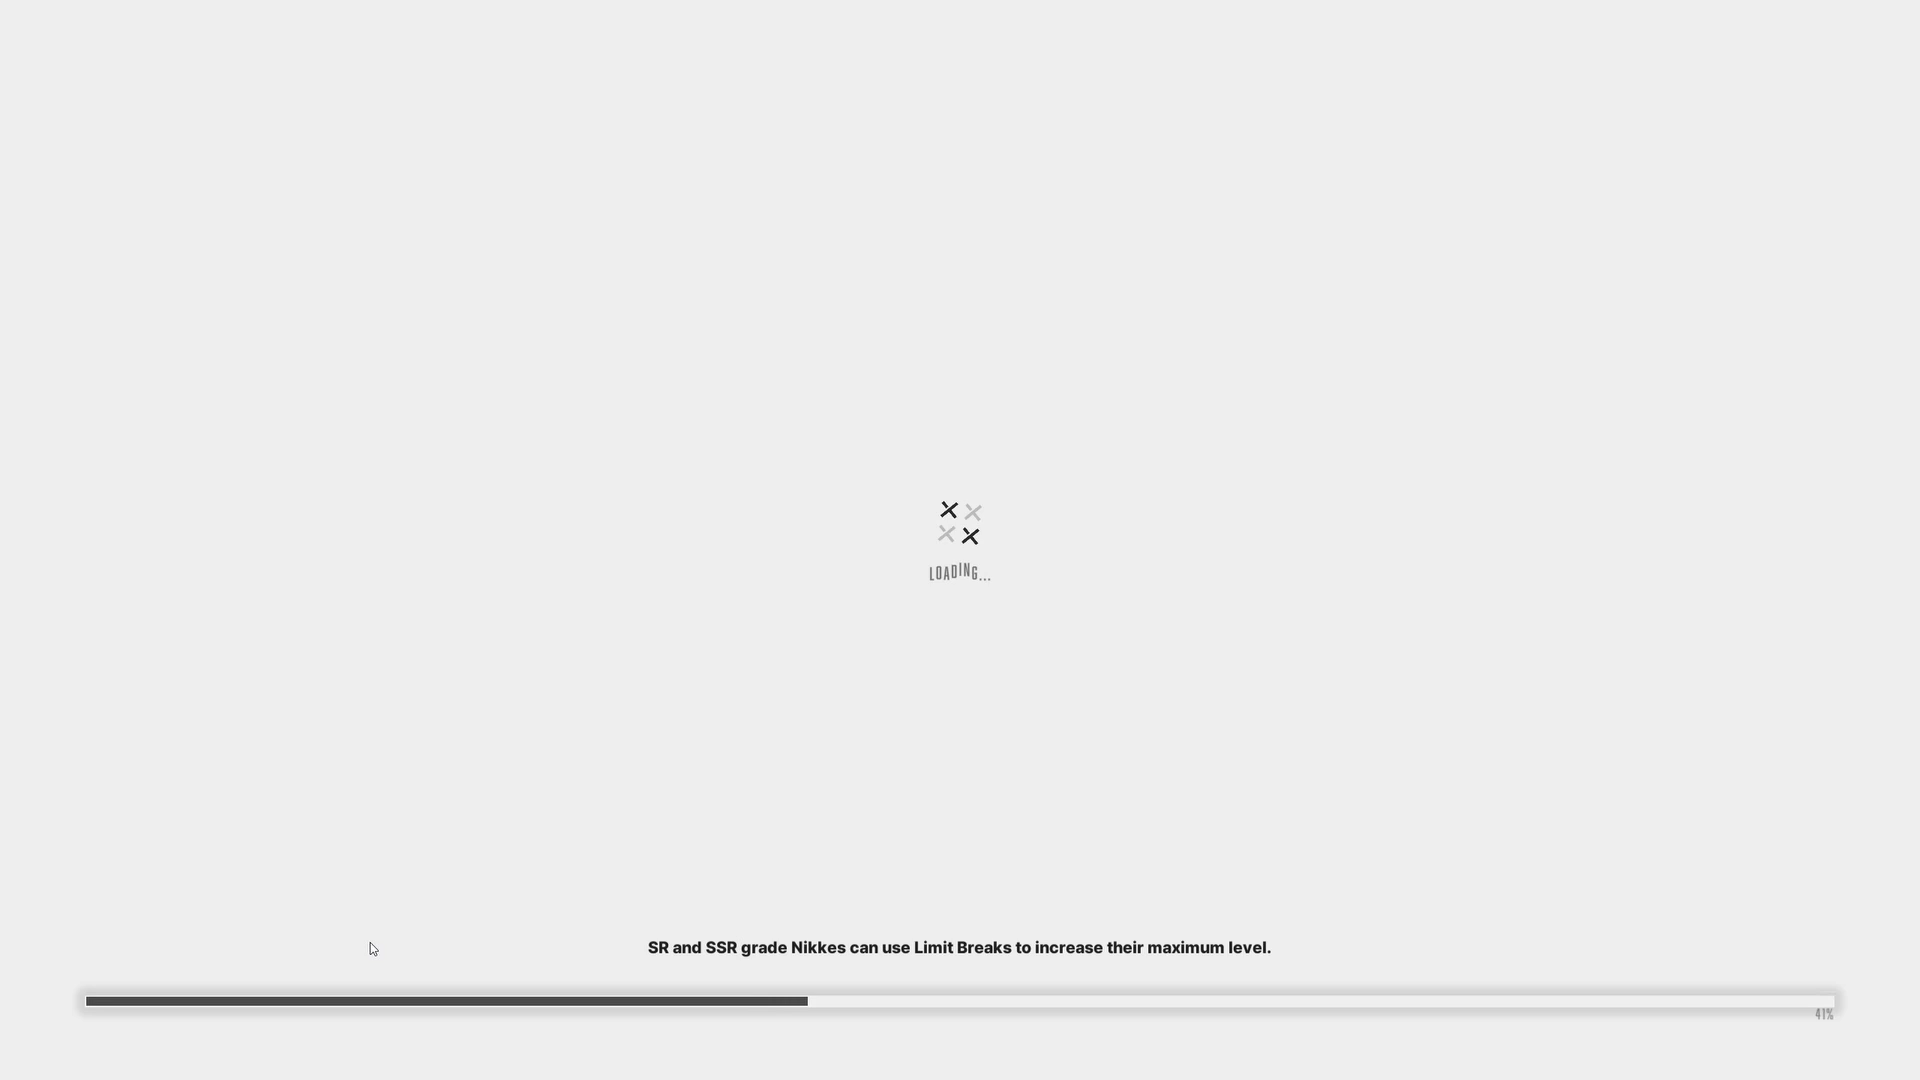 LOADING...
SR and SSR grade Nikkes can use Limit Breaks to increase their maximum level.
41%